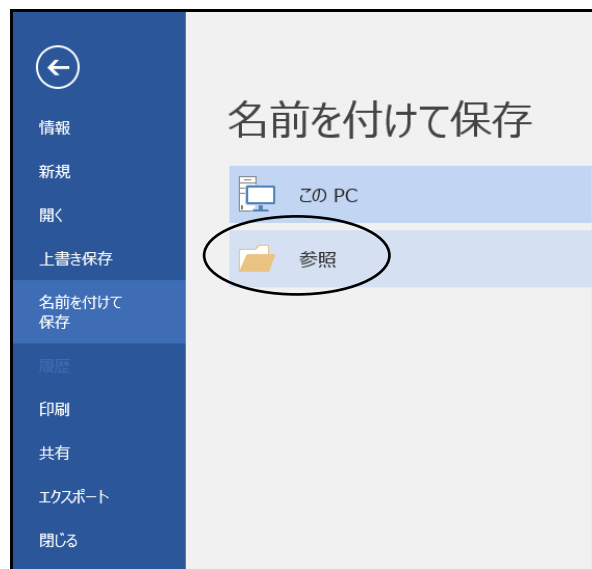 情報
新規
開く
上書き保存
名前を付けて
保存
履歴
印刷
共有
エクスポート
閉じる
名前を付けて保存
この PC
参照